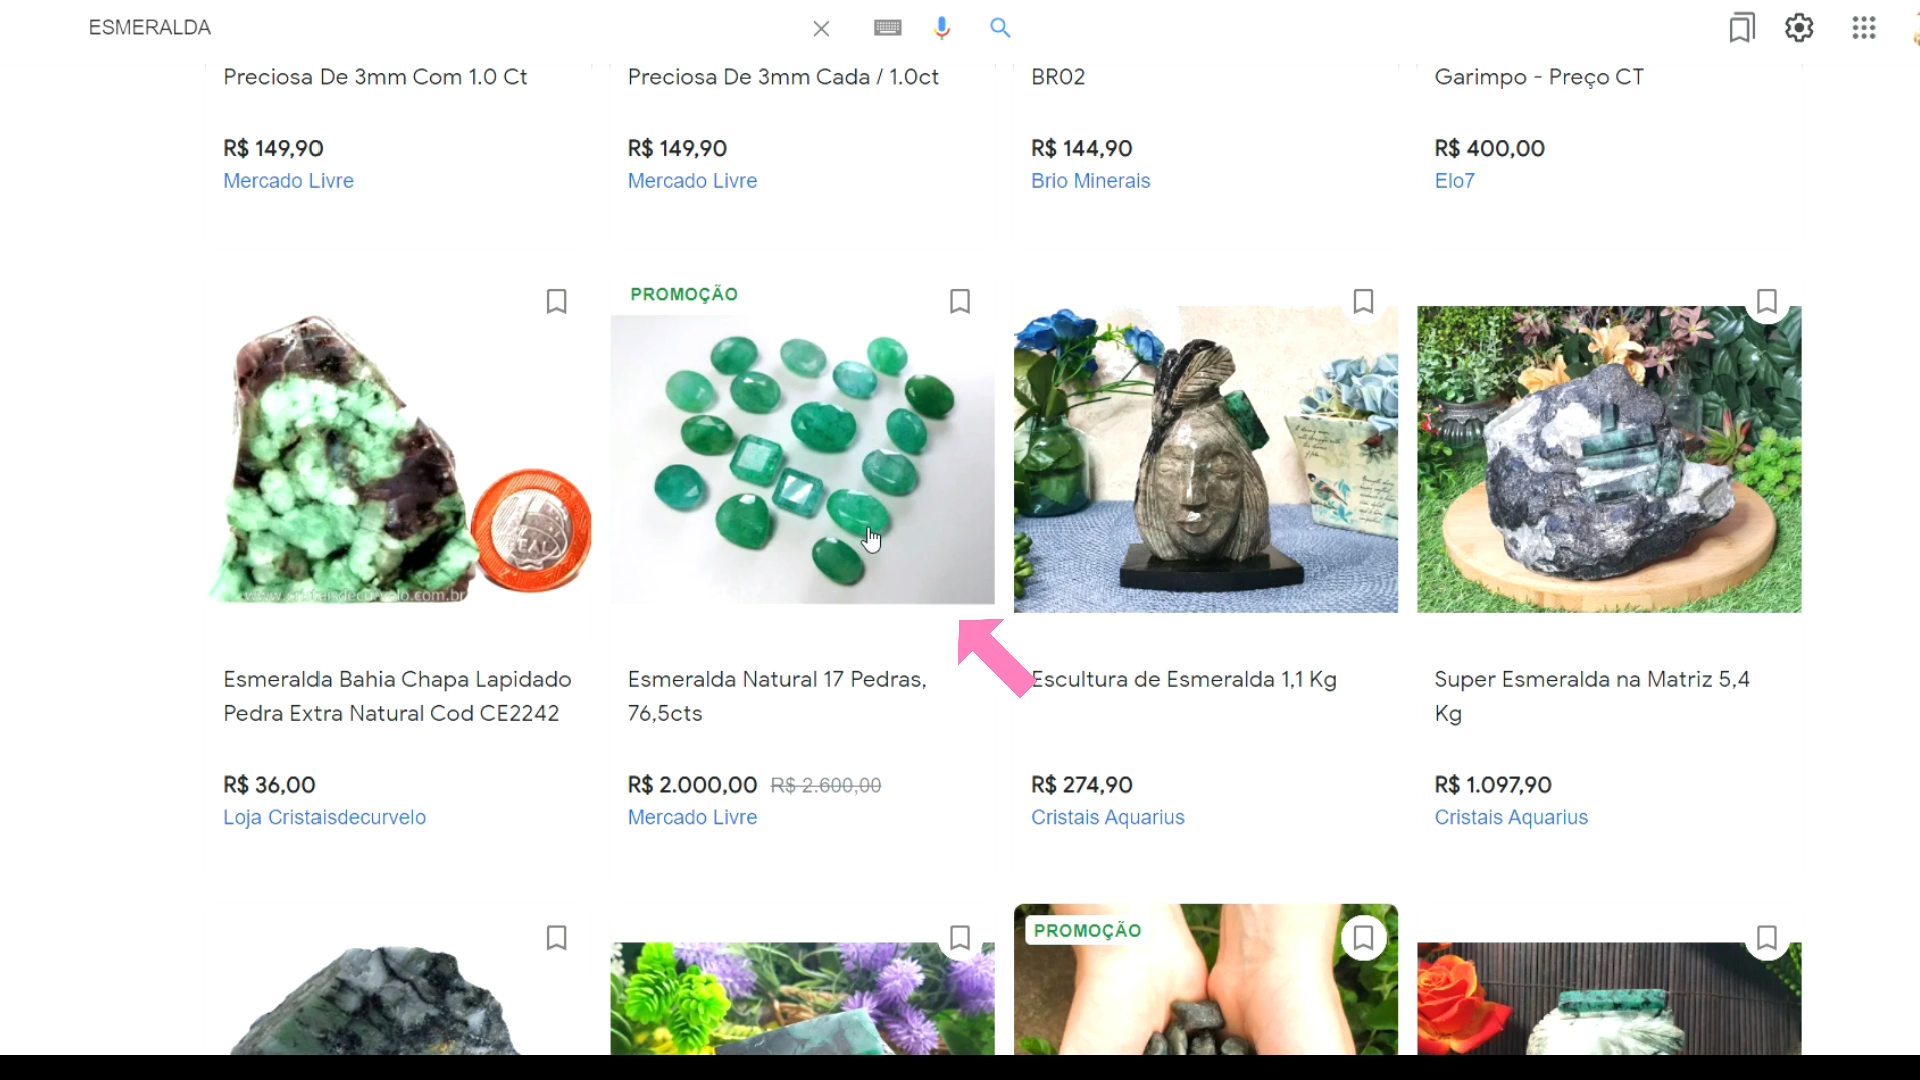 ESMERALDA
Preciosa De 3mm Com 1.0 Ct
R$ 149,90
Mercado Livre
Preciosa De 3mm Cada / 1.0ct
R$ 149,90
Mercado Livre
BR02
R$ 144,90
Brio Minerais
Garimpo - Preço CT
R$ 400,00
Elo7
www.cristaisdecurvelo.com.br
Esmeralda Bahia Chapa Lapidado
Pedra Extra Natural Cod CE2242
R$ 36,00
Loja Cristaisdecurvelo
PROMOÇÃO
Esmeralda Natural 17 Pedras,
76,5cts
R$ 2.000,00 R$ 2.600,00
Mercado Livre
Escultura de Esmeralda 1,1 Kg
R$ 274,90
Cristais Aquarius
Super Esmeralda na Matriz 5,4
Kg
R$ 1.097,90
Cristais Aquarius
PROMOÇÃO